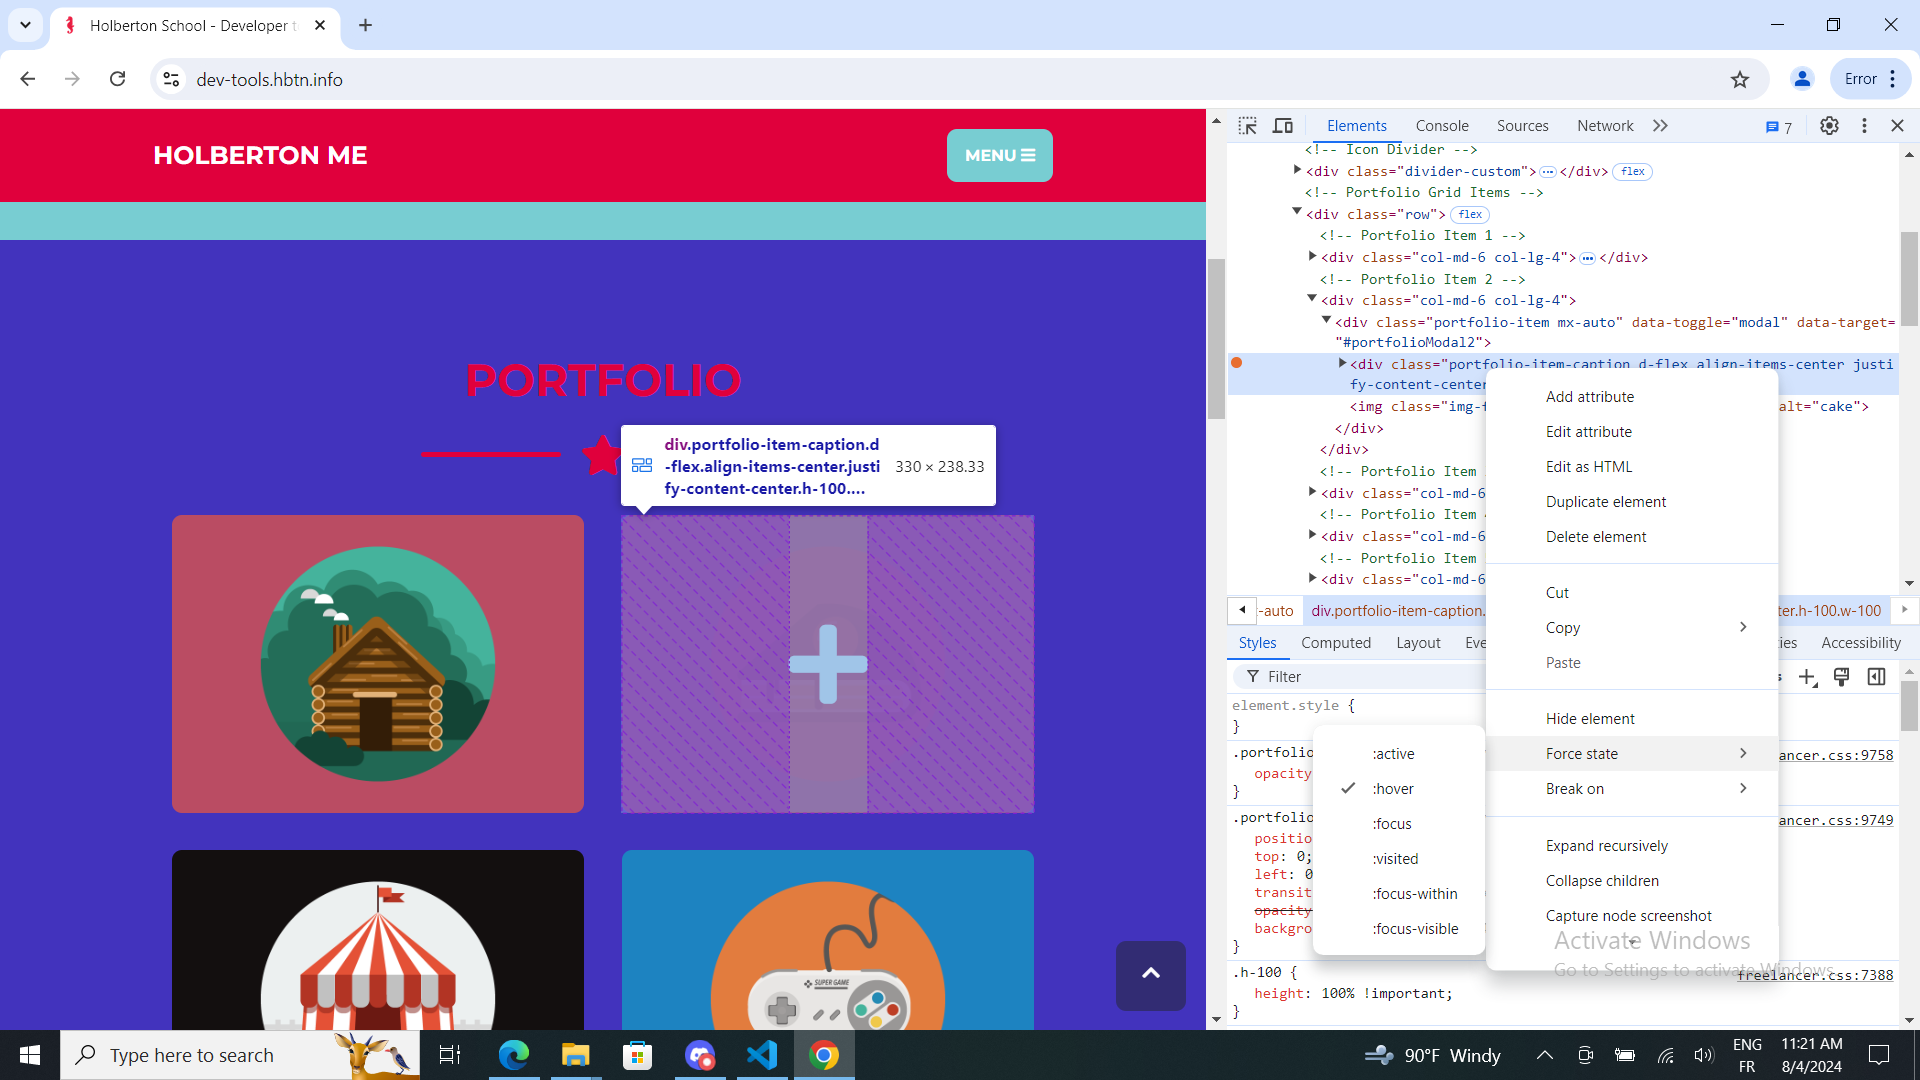 Holberton School - Developer t
dev-tools.hbtn.info
Error
HOLBERTON ME
MENU
PORTFOLIO
div.portfolio-item-caption.d
-flex.align-items-center.justi
fy-content-center.h-100....
330 × 238.33
SUPER GAME
Elements Console Sources Network 7
<!-- Icon Divider -->
<div class="divider-custom">…</div> flex
<!-- Portfolio Grid Items -->
<div class="row"> flex
<!-- Portfolio Item 1 -->
<div class="col-md-6 col-lg-4">…</div>
<!-- Portfolio Item 2 -->
<div class="col-md-6 col-lg-4">
<div class="portfolio-item mx-auto" data-toggle="modal" data-target=
"#portfolioModal2">
<div class="portfolio-item-caption d-flex align-items-center justi
fy-content-center
<img class="img-f alt="cake">
</div>
</div>
<!-- Portfolio Item
<div class="col-md-6
<!-- Portfolio Item
<div class="col-md-6
<!-- Portfolio Item
<div class="col-md-6
-auto div.portfolio-item-caption. ter.h-100.w-100
Styles Computed Layout Eve ies Accessibility
Filter
element.style {
}
.portfolio ancer.css:9758
opacity
}
.portfolio ancer.css:9749
positio
top: 0;
left: 0
transit
opacity
backgro
}
.h-100 { freelancer.css:7388
height: 100% !important;
}
Add attribute
Edit attribute
Edit as HTML
Duplicate element
Delete element
Cut
Copy
Paste
Hide element
Force state
Break on
Expand recursively
Collapse children
Capture node screenshot
:active
:hover
:focus
:visited
:focus-within
:focus-visible
Activate Windows
Go to Settings to activate Windows.
Type here to search
90°F Windy
ENG
FR
11:21 AM
8/4/2024